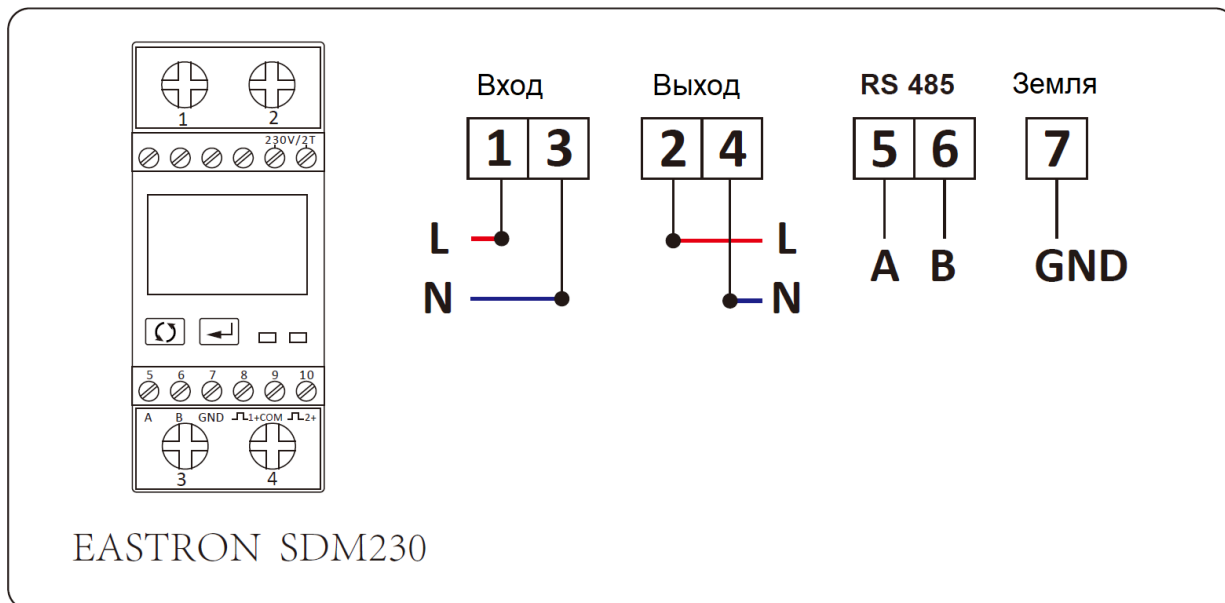 1 2
230V/2T
5 6 7 8 9 10
A B GND 1+COM 2+
3 4
EASTRON SDM230
Вход Выход RS 485 Земля
1 3 2 4 5 6 7
L L
N N
A B GND